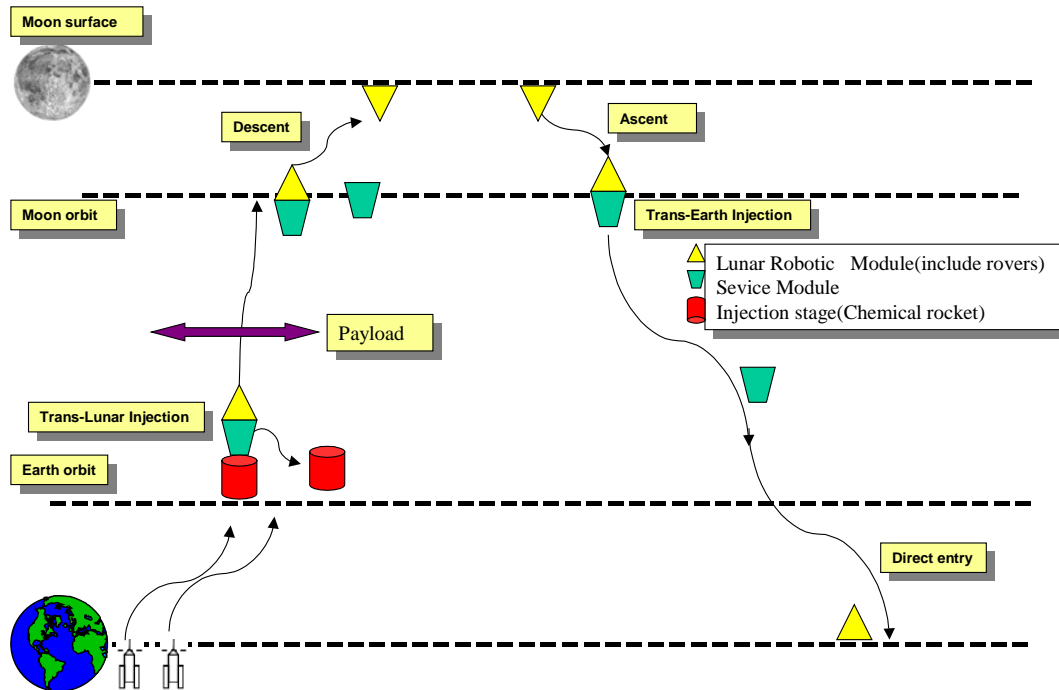 Moon surface
Descent
Ascent
Moon orbit
Trans-Earth Injection
Lunar Robotic Module(include rovers)
Sevice Module
Injection stage(Chemical rocket)
Payload
Trans-Lunar Injection
Earth orbit
Direct entry